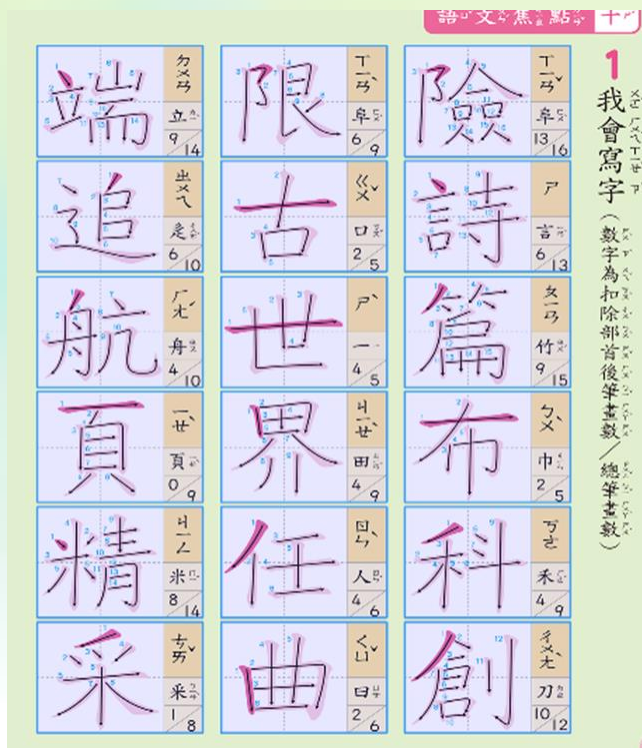 語文焦點 十
1
我會寫字(數字為扣除部首後筆畫數/總筆畫數)
險 ㄒㄧㄢˇ 阜 13/16
詩 ㄕ 言 6/13
篇 ㄆㄧㄢ 竹 9/15
布 ㄅㄨˋ 巾 2/5
科 ㄎㄜ 禾 4/9
創 ㄔㄨㄤˋ 刀 10/12
限 ㄒㄧㄢˋ 阜 6/9
古 ㄍㄨˇ 口 2/5
世 ㄕˋ 一 4/5
界 ㄐㄧㄝˋ 田 4/9
任 ㄖㄣˋ 人 4/6
曲 ㄑㄩˇ 曰 2/6
端 ㄉㄨㄢ 立 9/14
追 ㄓㄨㄟ 辵 6/10
航 ㄏㄤˊ 舟 4/10
頁 ㄧㄝˋ 頁 0/9
精 ㄐㄧㄥ 米 8/14
采 ㄘㄞˇ 釆 1/8